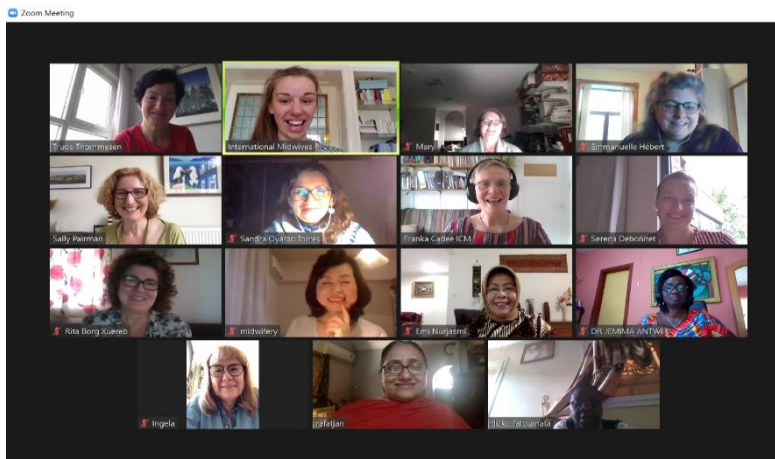 Zoom Meeting
Trude Thommesen
International Midwives
Mary
Emmanuelle Hébert
Sally Pairman
Sandra Oyarzo Torres
Franka Cadee ICM
Serena Debonnet
Rita Borg Xuereb
midwifery
Emi Nurjasmi
DR JEMIMA ANTWI
Ingela
rafatjan
fatoumata